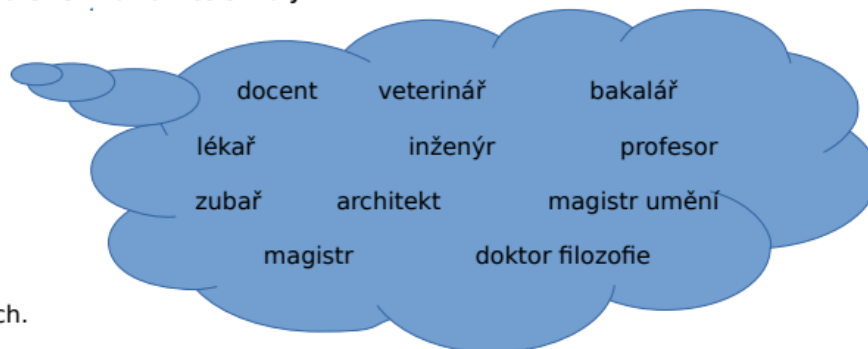 docent veterinář bakalář
lékař inženýr profesor
zubař architekt magistr umění
magistr doktor filozofie
ch.